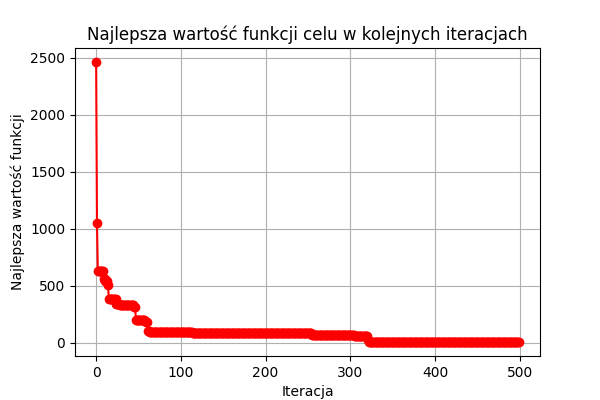 Najlepsza wartość funkcji celu w kolejnych iteracjach
Najlepsza wartość funkcji
2500
2000
1500
1000
500
0
0 100 200 300 400 500
Iteracja